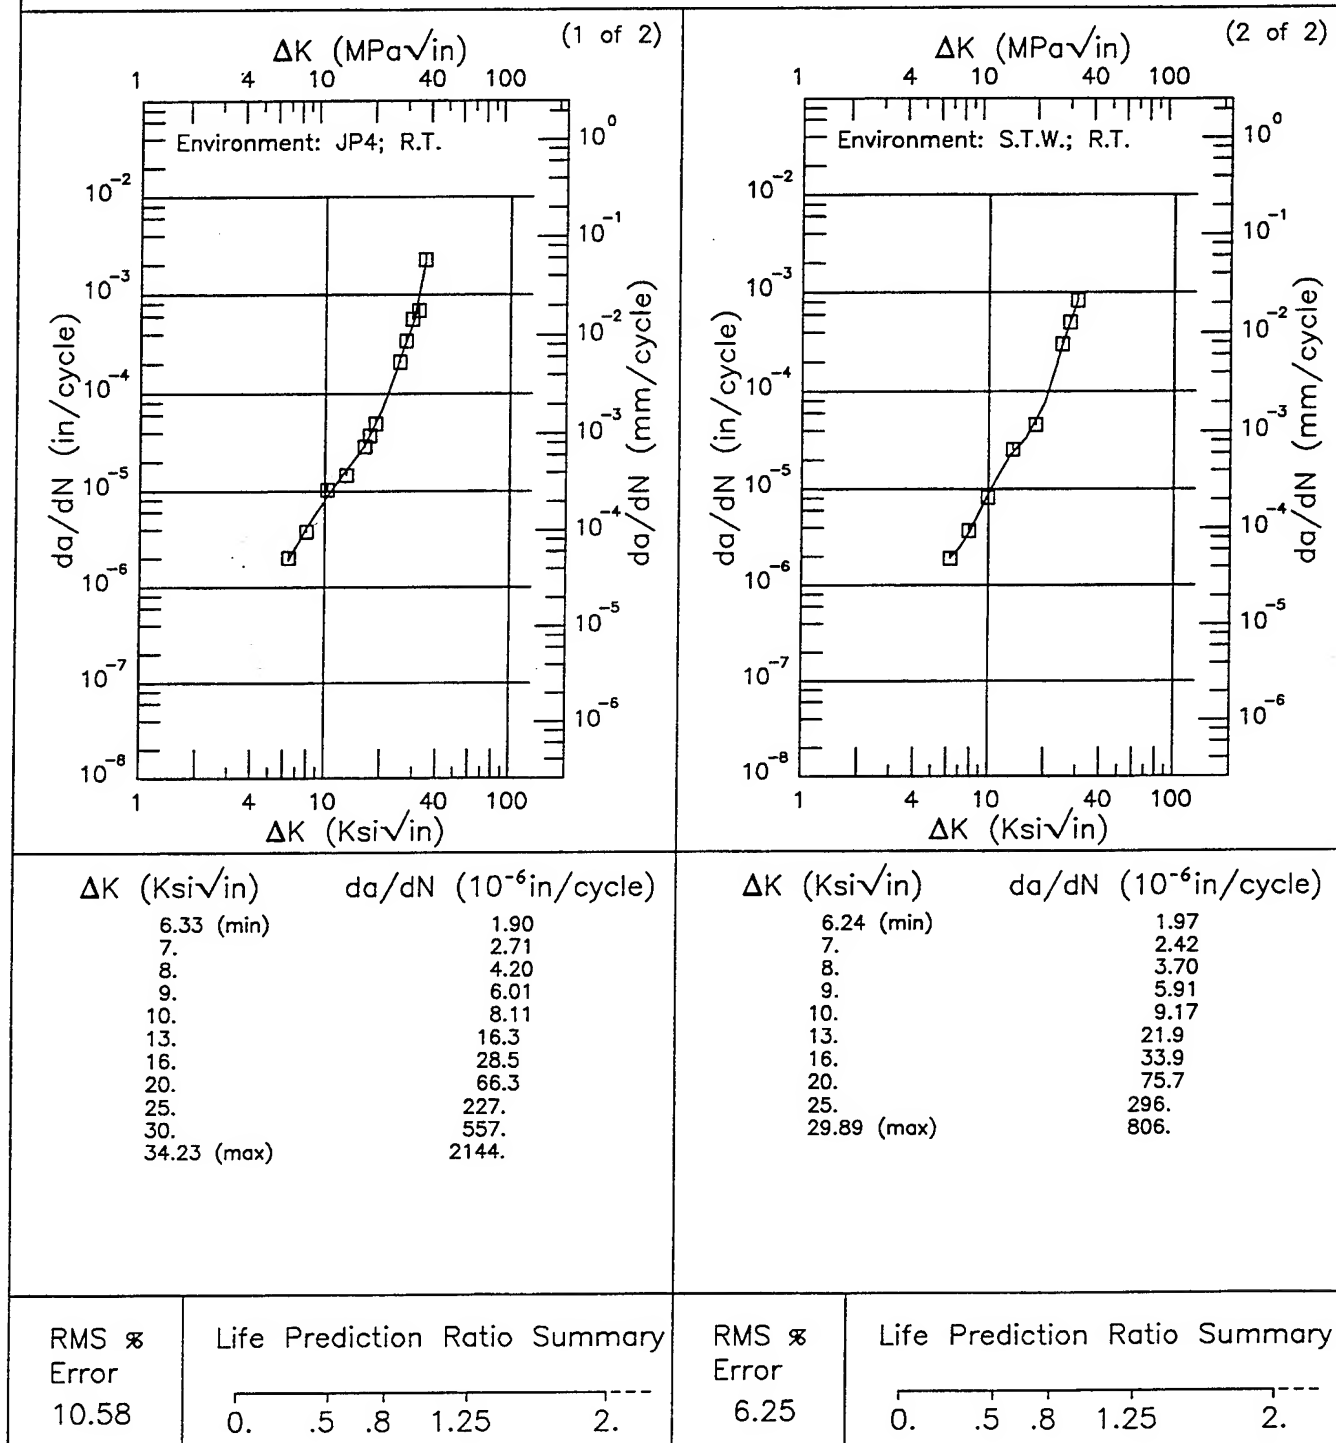 (1 of 2)
ΔK (MPa√in)
1 4 10 40 100
Environment: JP4; R.T.
10⁻² 10⁻³ 10⁻⁴ 10⁻⁵ 10⁻⁶ 10⁻⁷ 10⁻⁸
da/dN (in/cycle)
10⁰ 10⁻¹ 10⁻² 10⁻³ 10⁻⁴ 10⁻⁵ 10⁻⁶
da/dN (mm/cycle)
1 4 10 40 100
ΔK (Ksi√in)
ΔK (Ksi√in) da/dN (10⁻⁶in/cycle)
6.33 (min) 1.90
7. 2.71
8. 4.20
9. 6.01
10. 8.11
13. 16.3
16. 28.5
20. 66.3
25. 227.
30. 557.
34.23 (max) 2144.
RMS %
Error
10.58
Life Prediction Ratio Summary
0. .5 .8 1.25 2.
(2 of 2)
ΔK (MPa√in)
1 4 10 40 100
Environment: S.T.W.; R.T.
10⁻² 10⁻³ 10⁻⁴ 10⁻⁵ 10⁻⁶ 10⁻⁷ 10⁻⁸
da/dN (in/cycle)
10⁰ 10⁻¹ 10⁻² 10⁻³ 10⁻⁴ 10⁻⁵ 10⁻⁶
da/dN (mm/cycle)
1 4 10 40 100
ΔK (Ksi√in)
ΔK (Ksi√in) da/dN (10⁻⁶in/cycle)
6.24 (min) 1.97
7. 2.42
8. 3.70
9. 5.91
10. 9.17
13. 21.9
16. 33.9
20. 75.7
25. 296.
29.89 (max) 806.
RMS %
Error
6.25
Life Prediction Ratio Summary
0. .5 .8 1.25 2.